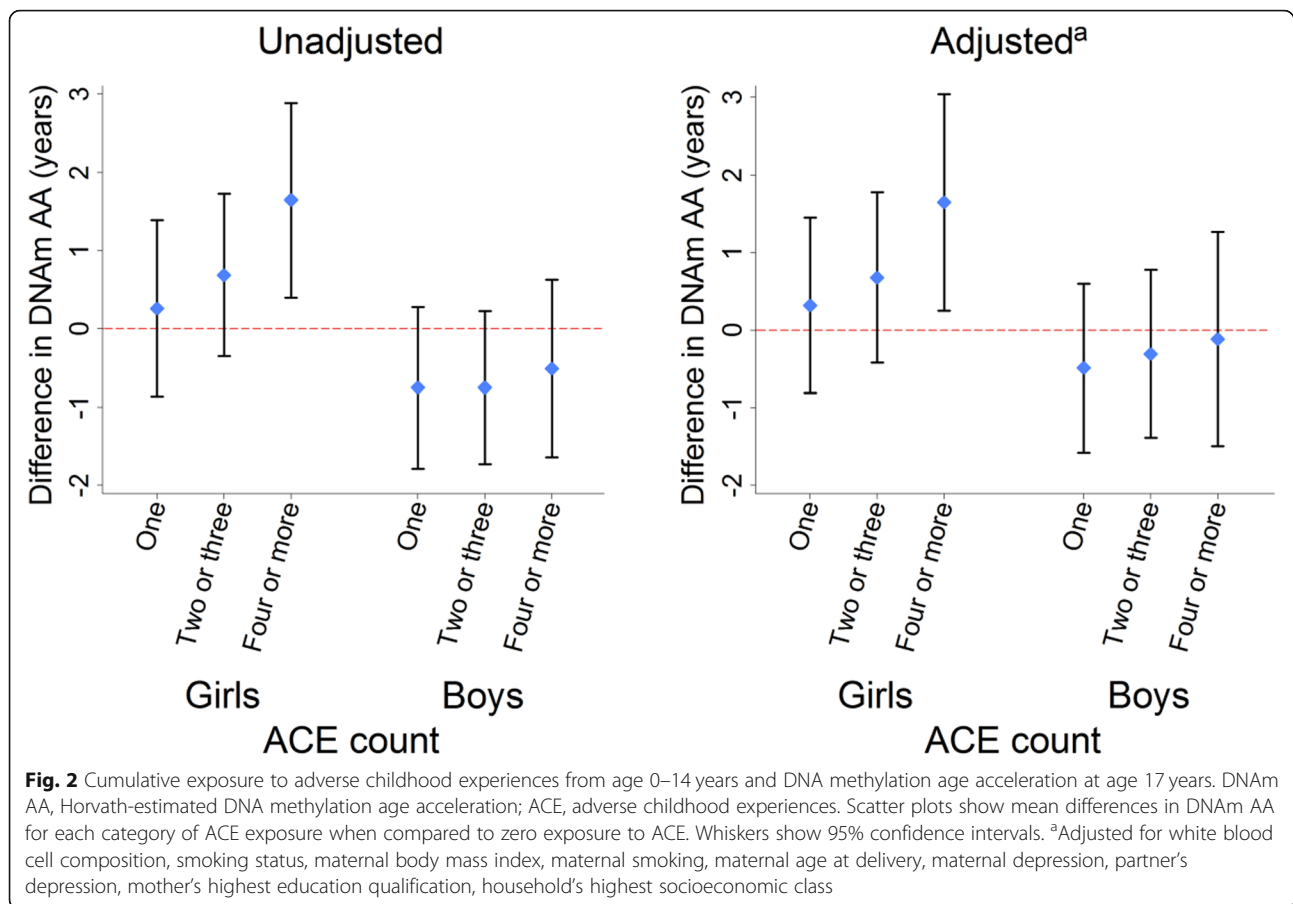 Unadjusted
Difference in DNAm AA (years)
3
2
1
0
-1
-2
One
Two or three
Four or more
One
Two or three
Four or more
Girls
Boys
ACE count
Adjustedᵃ
Difference in DNAm AA (years)
3
2
1
0
-1
-2
One
Two or three
Four or more
One
Two or three
Four or more
Girls
Boys
ACE count
Fig. 2 Cumulative exposure to adverse childhood experiences from age 0–14 years and DNA methylation age acceleration at age 17 years. DNAm
AA, Horvath-estimated DNA methylation age acceleration; ACE, adverse childhood experiences. Scatter plots show mean differences in DNAm AA
for each category of ACE exposure when compared to zero exposure to ACE. Whiskers show 95% confidence intervals. ᵃAdjusted for white blood
cell composition, smoking status, maternal body mass index, maternal smoking, maternal age at delivery, maternal depression, partner's
depression, mother's highest education qualification, household's highest socioeconomic class